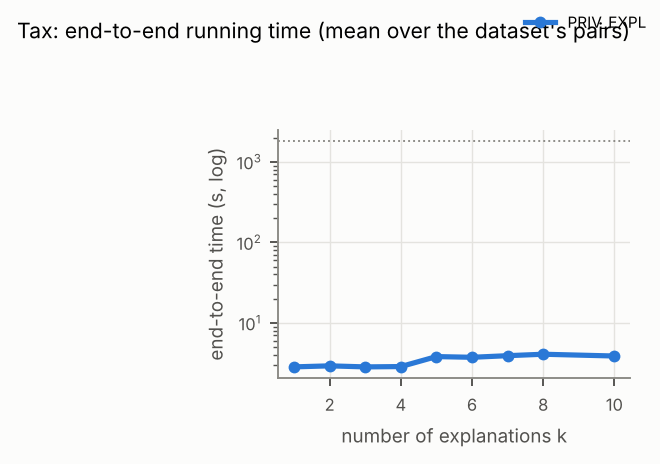 PRIV_EXPL
Tax: end-to-end running time (mean over the dataset's pairs)
end-to-end time (s, log)
10³
10²
10¹
2 4 6 8 10
number of explanations k